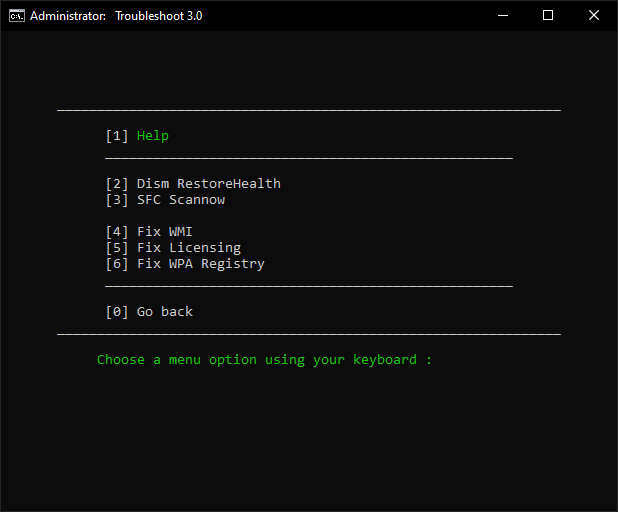 Administrator: Troubleshoot 3.0
[1] Help
[2] Dism RestoreHealth
[3] SFC Scannow
[4] Fix WMI
[5] Fix Licensing
[6] Fix WPA Registry
[0] Go back
Choose a menu option using your keyboard :